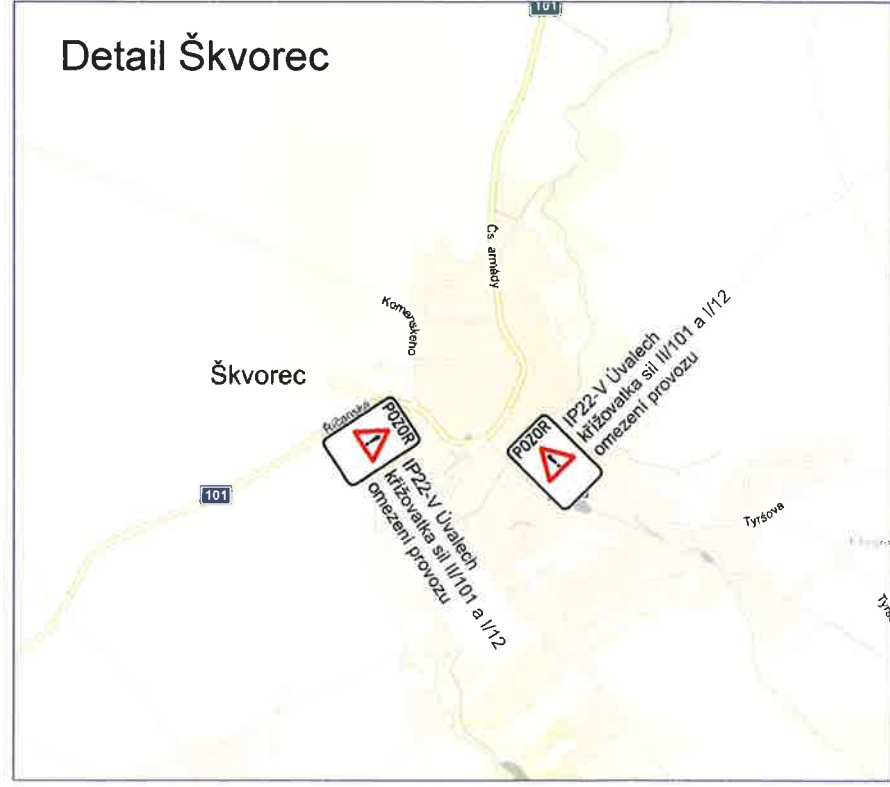 101
Detail Škvorec
Čs armády
Komenského
Škvorec
Říčanská
POZOR
IP22-V Úvalech
křižovatka sil II/101 a I/12
omezení provozu
POZOR
IP22-V Úvalech
křižovatka sil II/101 a I/12
omezení provozu
101
Tyršova